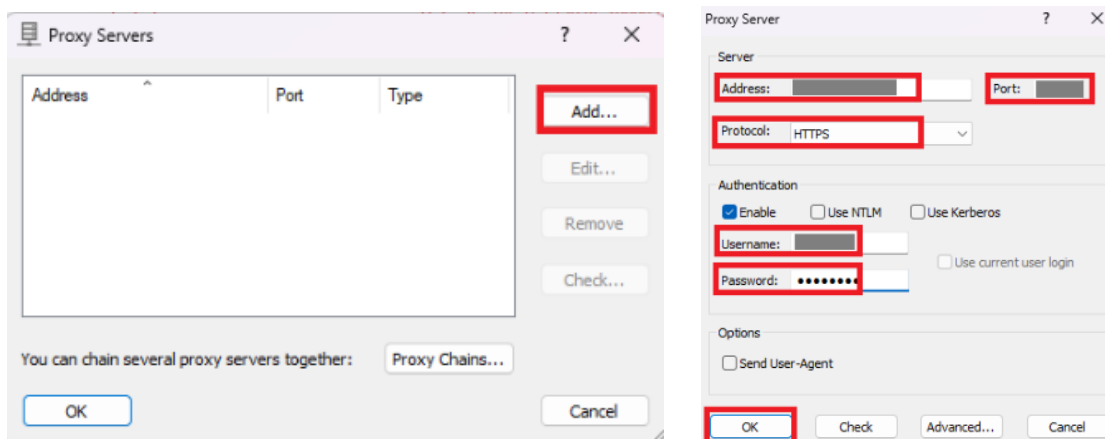 Proxy Servers ? ✕
Address Port Type
Add...
Edit...
Remove
Check...
You can chain several proxy servers together: Proxy Chains...
OK Cancel
Proxy Server ? ✕
Server
Address: Port:
Protocol: HTTPS
Authentication
Enable Use NTLM Use Kerberos
Username:
Use current user login
Password: ••••••••
Options
Send User-Agent
OK Check Advanced... Cancel